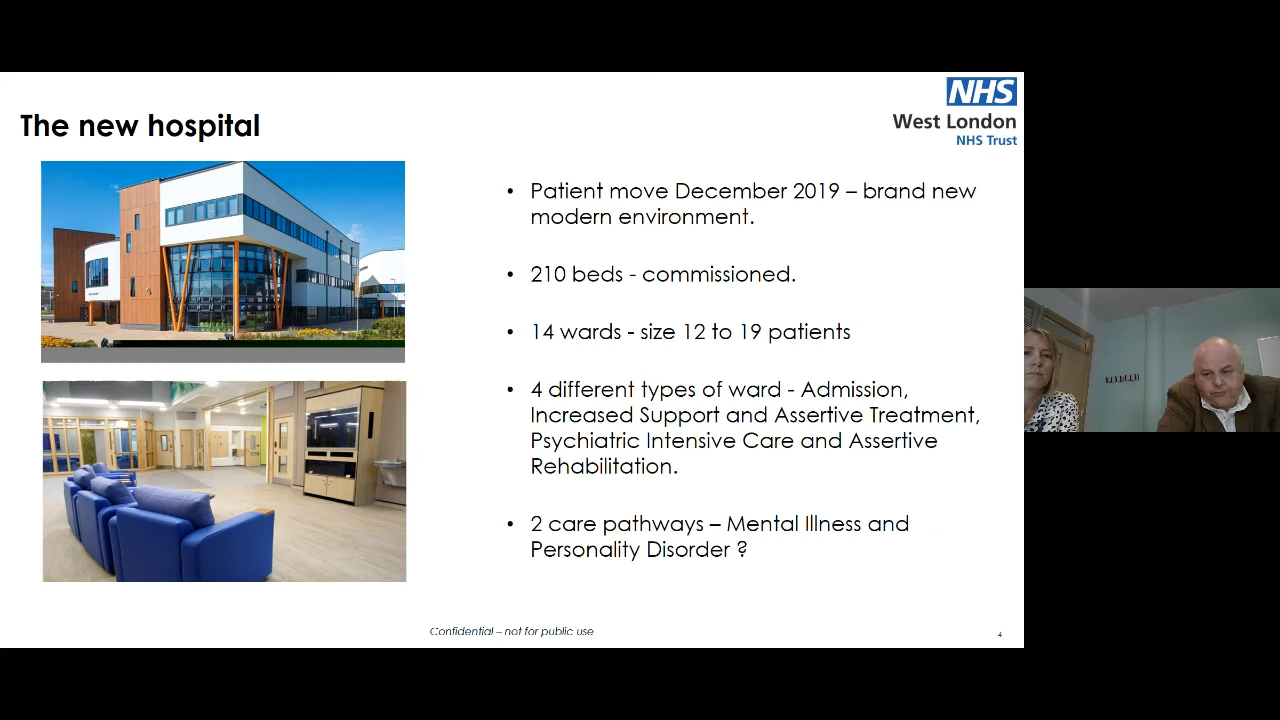 The new hospital
NHS
West London
NHS Trust
• Patient move December 2019 – brand new
modern environment.
• 210 beds - commissioned.
• 14 wards - size 12 to 19 patients
• 4 different types of ward - Admission,
Increased Support and Assertive Treatment,
Psychiatric Intensive Care and Assertive
Rehabilitation.
• 2 care pathways – Mental Illness and
Personality Disorder ?
Confidential – not for public use
4